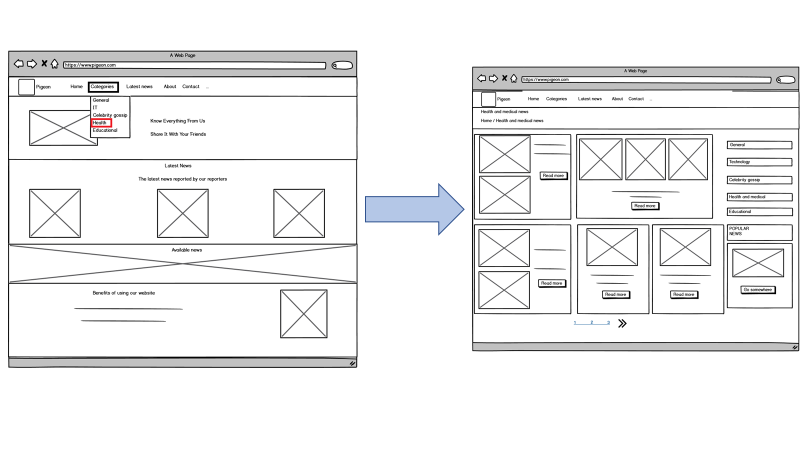 A Web Page
https://www.pigeon.com
Pigeon Home Categories Latest news About Contact ...
General
IT
Celebrity gossip
Health
Educational
Know Everything From Us
Share It With Your Friends
Latest News
The latest news reported by our reporters
Available news
Benefits of using our website
A Web Page
https://www.pigeon.com
Pigeon Home Categories Latest news About Contact ...
Health and medical news
Home / Health and medical news
Read more
Read more
General
Technology
Celebrity gossip
Health and medical
Educational
POPULAR
NEWS
Read more
Read more
Read more
Go somewhere
1 2 3